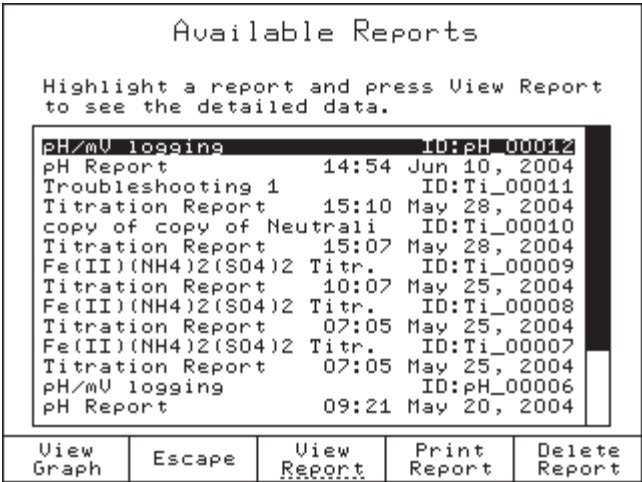 Available Reports
Highlight a report and press View Report
to see the detailed data.
pH/mV logging ID:pH_00012
pH Report 14:54 Jun 10, 2004
Troubleshooting 1 ID:Ti_00011
Titration Report 15:10 May 28, 2004
copy of copy of Neutrali ID:Ti_00010
Titration Report 15:07 May 28, 2004
Fe(II)(NH4)2(SO4)2 Titr. ID:Ti_00009
Titration Report 10:07 May 25, 2004
Fe(II)(NH4)2(SO4)2 Titr. ID:Ti_00008
Titration Report 07:05 May 25, 2004
Fe(II)(NH4)2(SO4)2 Titr. ID:Ti_00007
Titration Report 07:05 May 25, 2004
pH/mV logging ID:pH_00006
pH Report 09:21 May 20, 2004
View Graph
Escape
View Report
Print Report
Delete Report